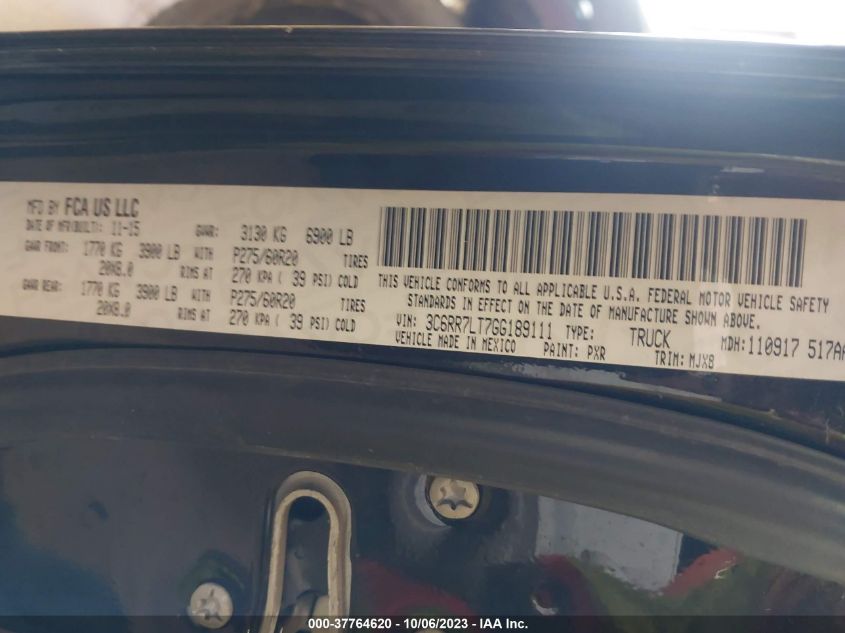 MFD BY FCA US LLC
DATE OF MFR(BUILT): 11-15 GVWR: 3130 KG 6900 LB
GAWR FRONT: 1770 KG 3900 LB WITH P275/60R20 TIRES
20X8.0 RIMS AT 270 KPA ( 39 PSI) COLD
GAWR REAR: 1770 KG 3900 LB WITH P275/60R20 TIRES
20X8.0 RIMS AT 270 KPA ( 39 PSI) COLD
THIS VEHICLE CONFORMS TO ALL APPLICABLE U.S.A. FEDERAL MOTOR VEHICLE SAFETY
STANDARDS IN EFFECT ON THE DATE OF MANUFACTURE SHOWN ABOVE.
VIN: 3C6RR7LT7GG189111 TYPE: TRUCK MDH: 110917 517AA
VEHICLE MADE IN MEXICO PAINT: PXR TRIM: MJX8
000-37764620 - 10/06/2023 - IAA Inc.